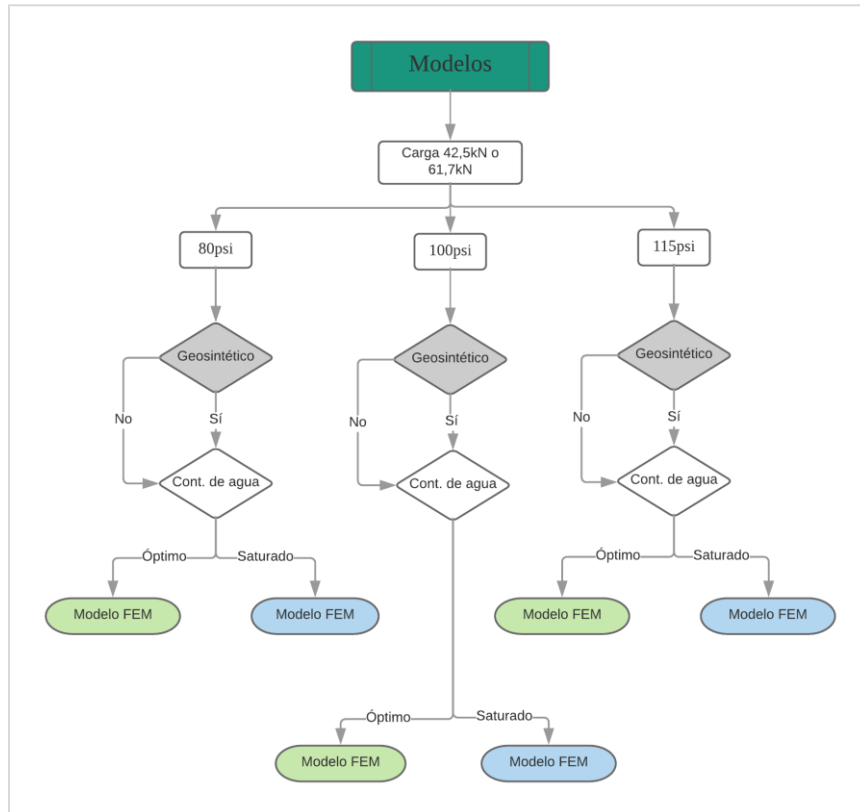 Modelos
Carga 42,5kN o
61,7kN
80psi
100psi
115psi
Geosintético
Geosintético
Geosintético
No
Sí
No
Sí
No
Sí
Cont. de agua
Cont. de agua
Cont. de agua
Óptimo
Saturado
Óptimo
Saturado
Modelo FEM
Modelo FEM
Modelo FEM
Modelo FEM
Óptimo
Saturado
Modelo FEM
Modelo FEM